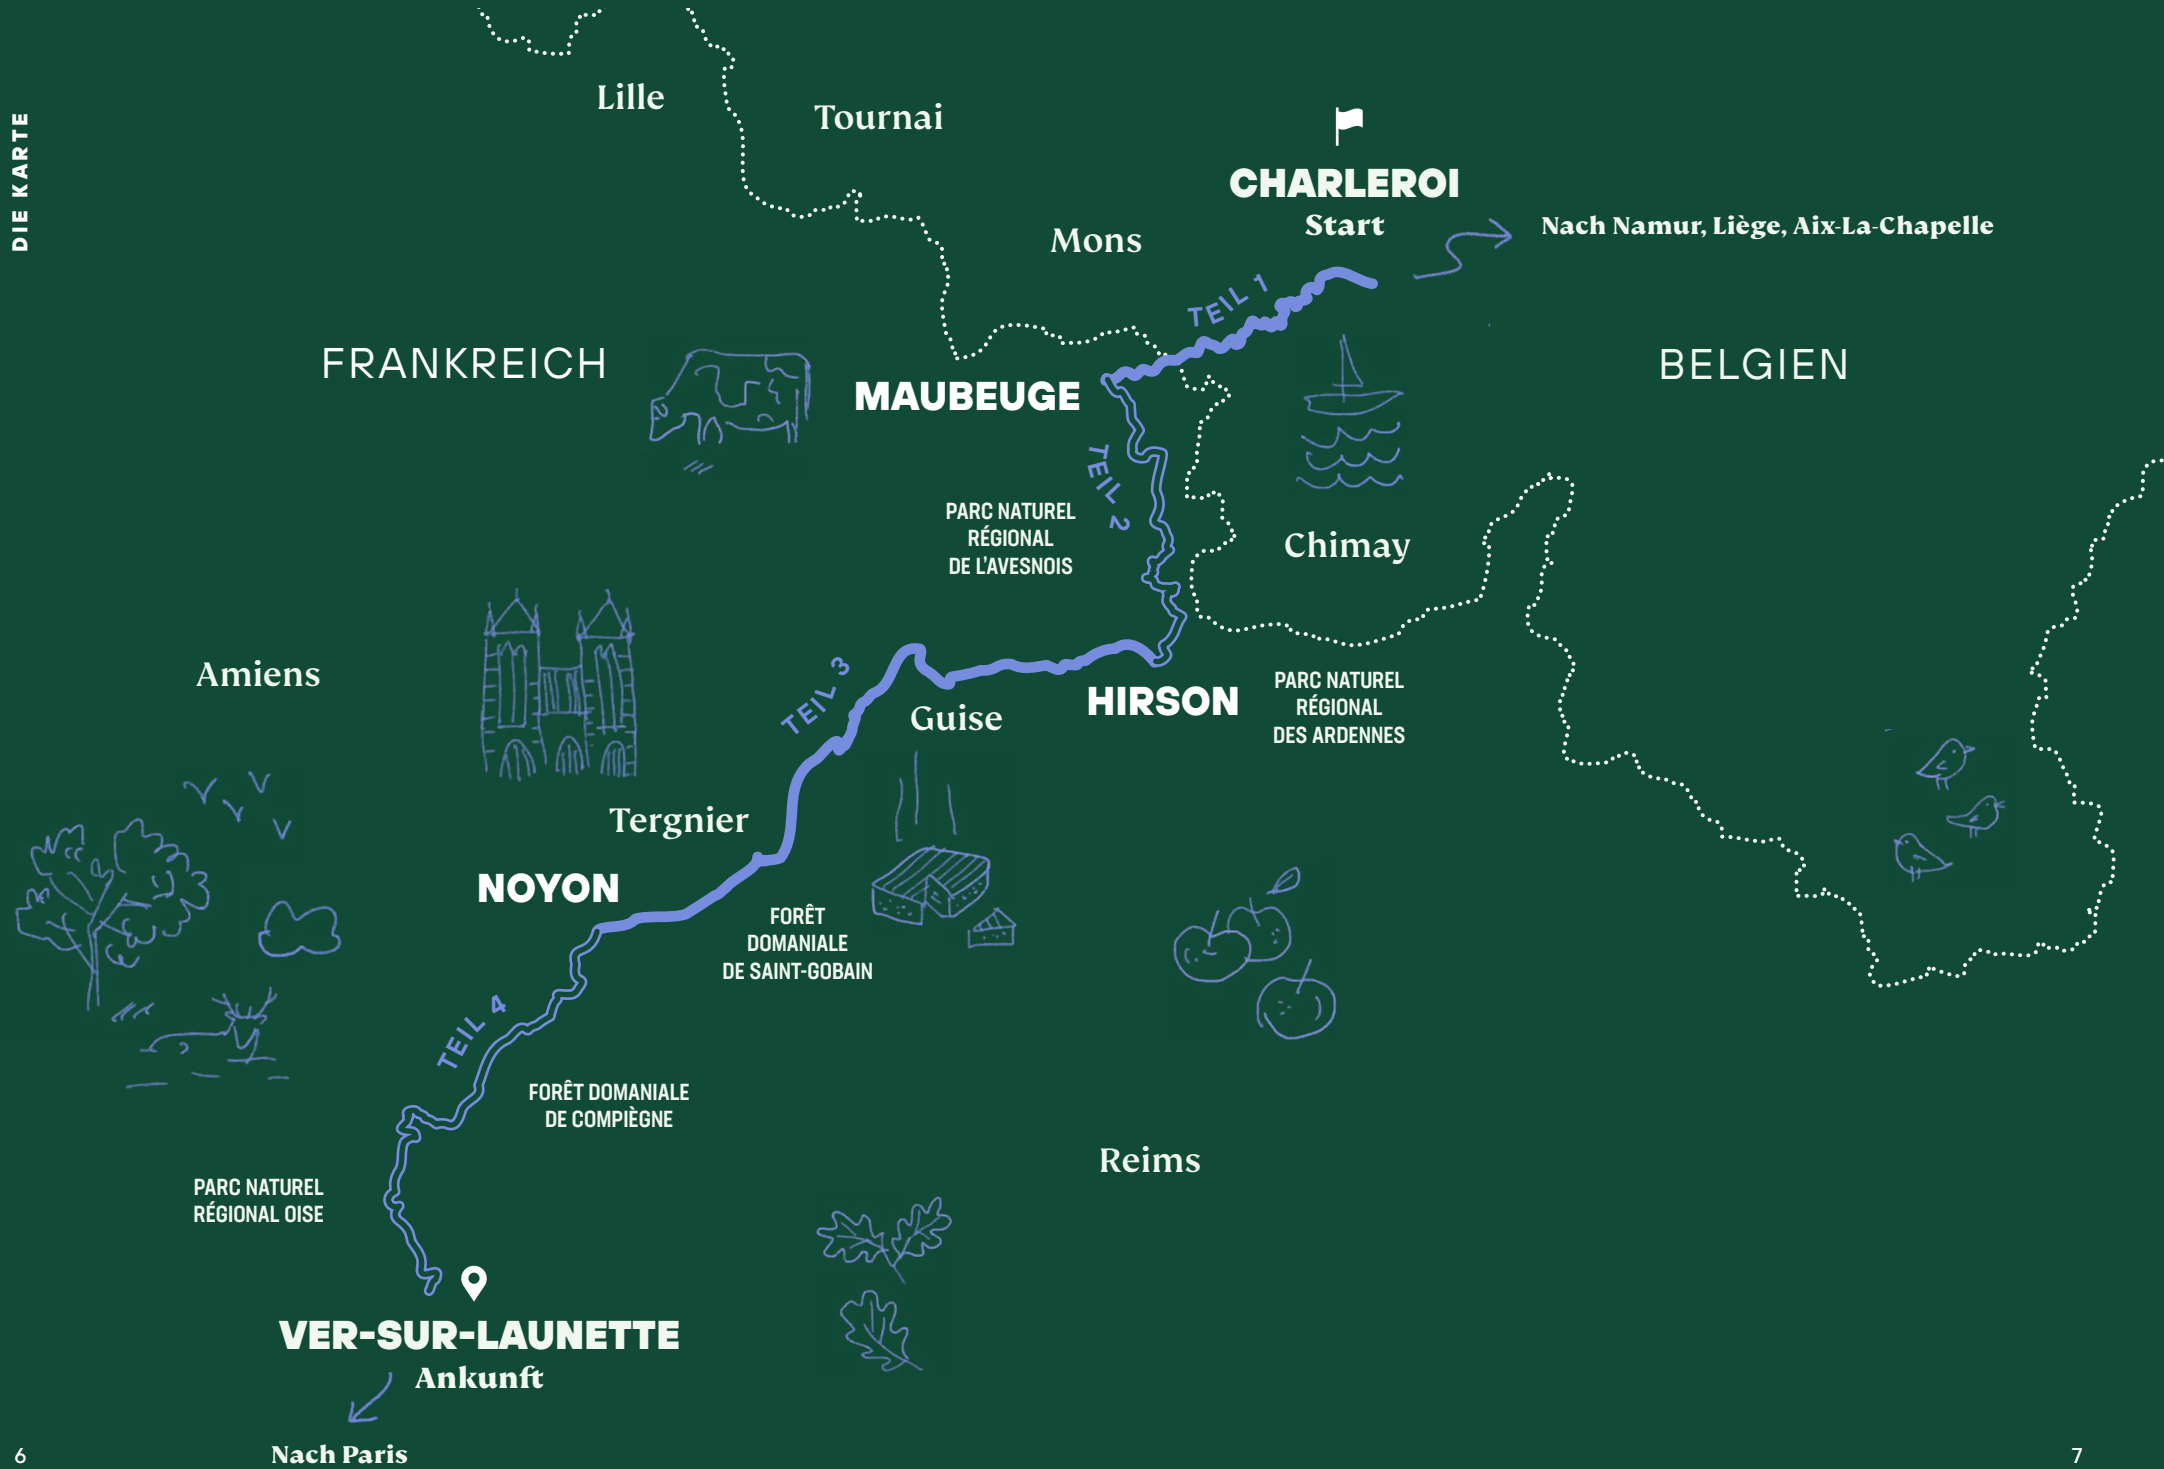 DIE KARTE
Lille
Tournai
CHARLEROI
Start
Mons
Nach Namur, Liège, Aix-La-Chapelle
TEIL 1
FRANKREICH
BELGIEN
MAUBEUGE
TEIL 2
PARC NATUREL
RÉGIONAL
DE L'AVESNOIS
Chimay
Amiens
TEIL 3
HIRSON
PARC NATUREL
RÉGIONAL
DES ARDENNES
Guise
Tergnier
NOYON
FORÊT
DOMANIALE
DE SAINT-GOBAIN
TEIL 4
FORÊT DOMANIALE
DE COMPIÈGNE
Reims
PARC NATUREL
RÉGIONAL OISE
VER-SUR-LAUNETTE
Ankunft
Nach Paris
6
7